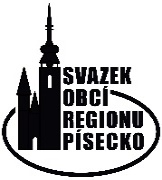 SVAZEK
OBCÍ
REGIONU
PÍSECKO